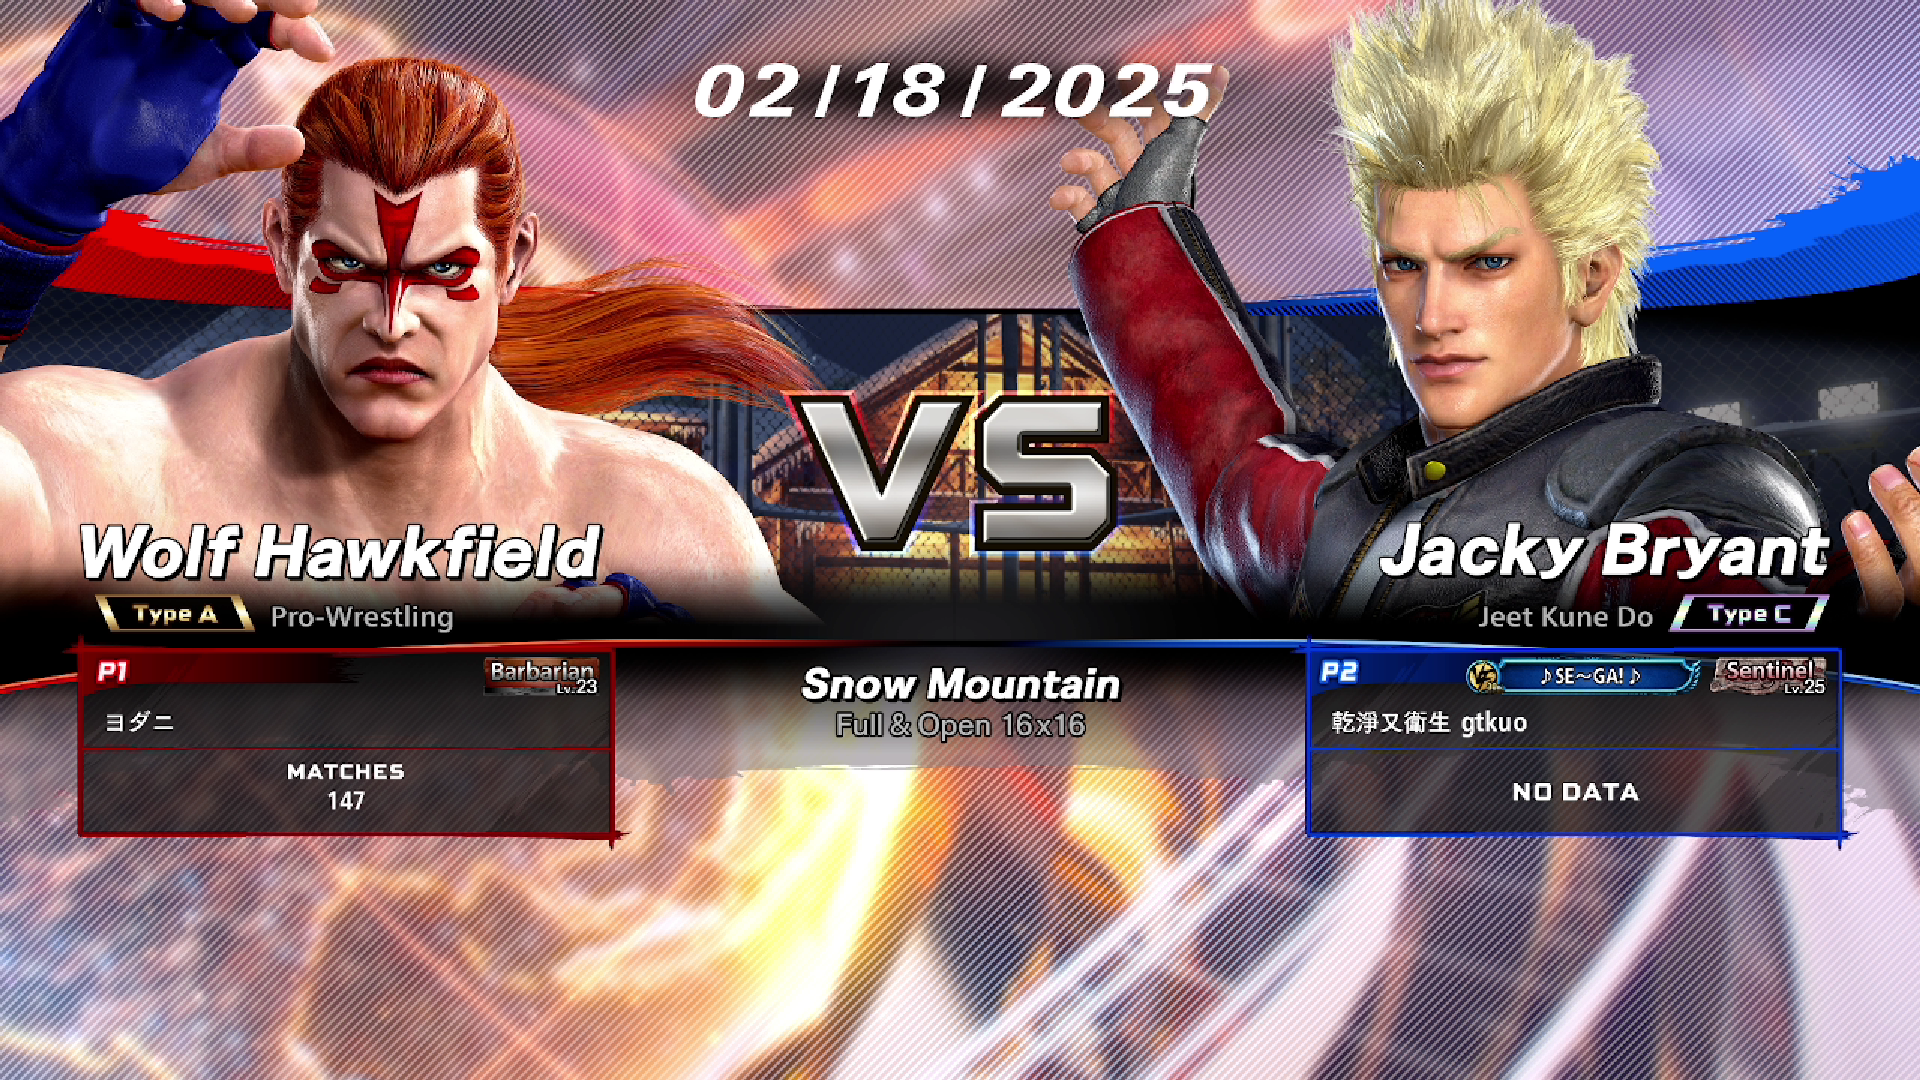 02/18/2025
VS
Wolf Hawkfield
Type A Pro-Wrestling
Jacky Bryant
Jeet Kune Do Type C
P1 Barbarian Lv.23
ヨダニ
MATCHES
147
Snow Mountain
Full & Open 16x16
P2 ♪SE～GA!♪ Sentinel Lv.25
乾淨又衛生 gtkuo
NO DATA